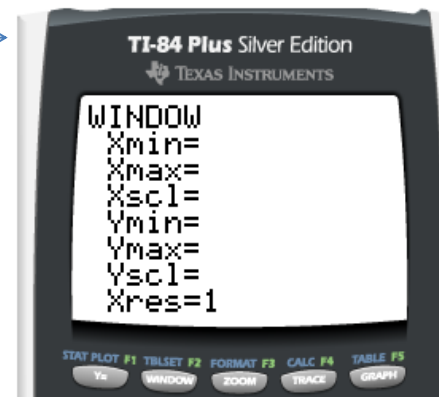 TI-84 Plus Silver Edition
TEXAS INSTRUMENTS
WINDOW
Xmin=
Xmax=
Xscl=
Ymin=
Ymax=
Yscl=
Xres=1
STAT PLOT F1 TBLSET F2 FORMAT F3 CALC F4 TABLE F5
Y= WINDOW ZOOM TRACE GRAPH